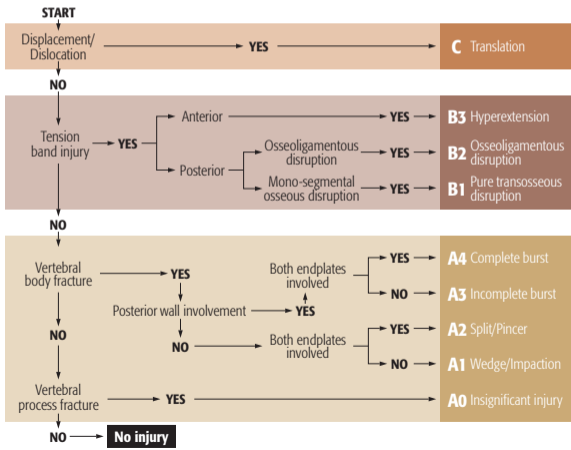 START
Displacement/
Dislocation
YES
C Translation
NO
Tension
band injury
YES
Anterior
YES
B3 Hyperextension
Posterior
Osseoligamentous
disruption
YES
B2 Osseoligamentous
disruption
Mono-segmental
osseous disruption
YES
B1 Pure transosseous
disruption
NO
Vertebral
body fracture
YES
Posterior wall involvement
YES
Both endplates
involved
YES
A4 Complete burst
NO
A3 Incomplete burst
NO
Both endplates
involved
YES
A2 Split/Pincer
NO
A1 Wedge/Impaction
NO
Vertebral
process fracture
YES
A0 Insignificant injury
NO
No injury